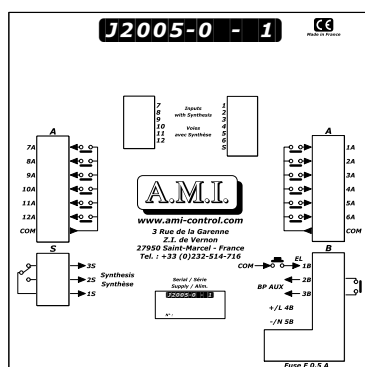 J2005-0 - 1
CE
Made in France
7
8
9
10
11
12
Inputs
with Synthesis
Voies
avec Synthèse
1
2
3
4
5
6
S
A
7A
8A
9A
10A
11A
12A
COM
A
1A
2A
3A
4A
5A
6A
COM
A.M.I.
www.ami-control.com
3 Rue de la Garenne
Z.I. de Vernon
27950 Saint-Marcel - France
Tel. : +33 (0)232-514-716
S
3S
2S
1S
Synthesis
Synthèse
Serial / Série
Supply / Alim.
J2005-0 - 1
N° :
B
COM
EL
1B
BP AUX
2B
3B
+/L 4B
-/N 5B
Fuse F 0.5 A